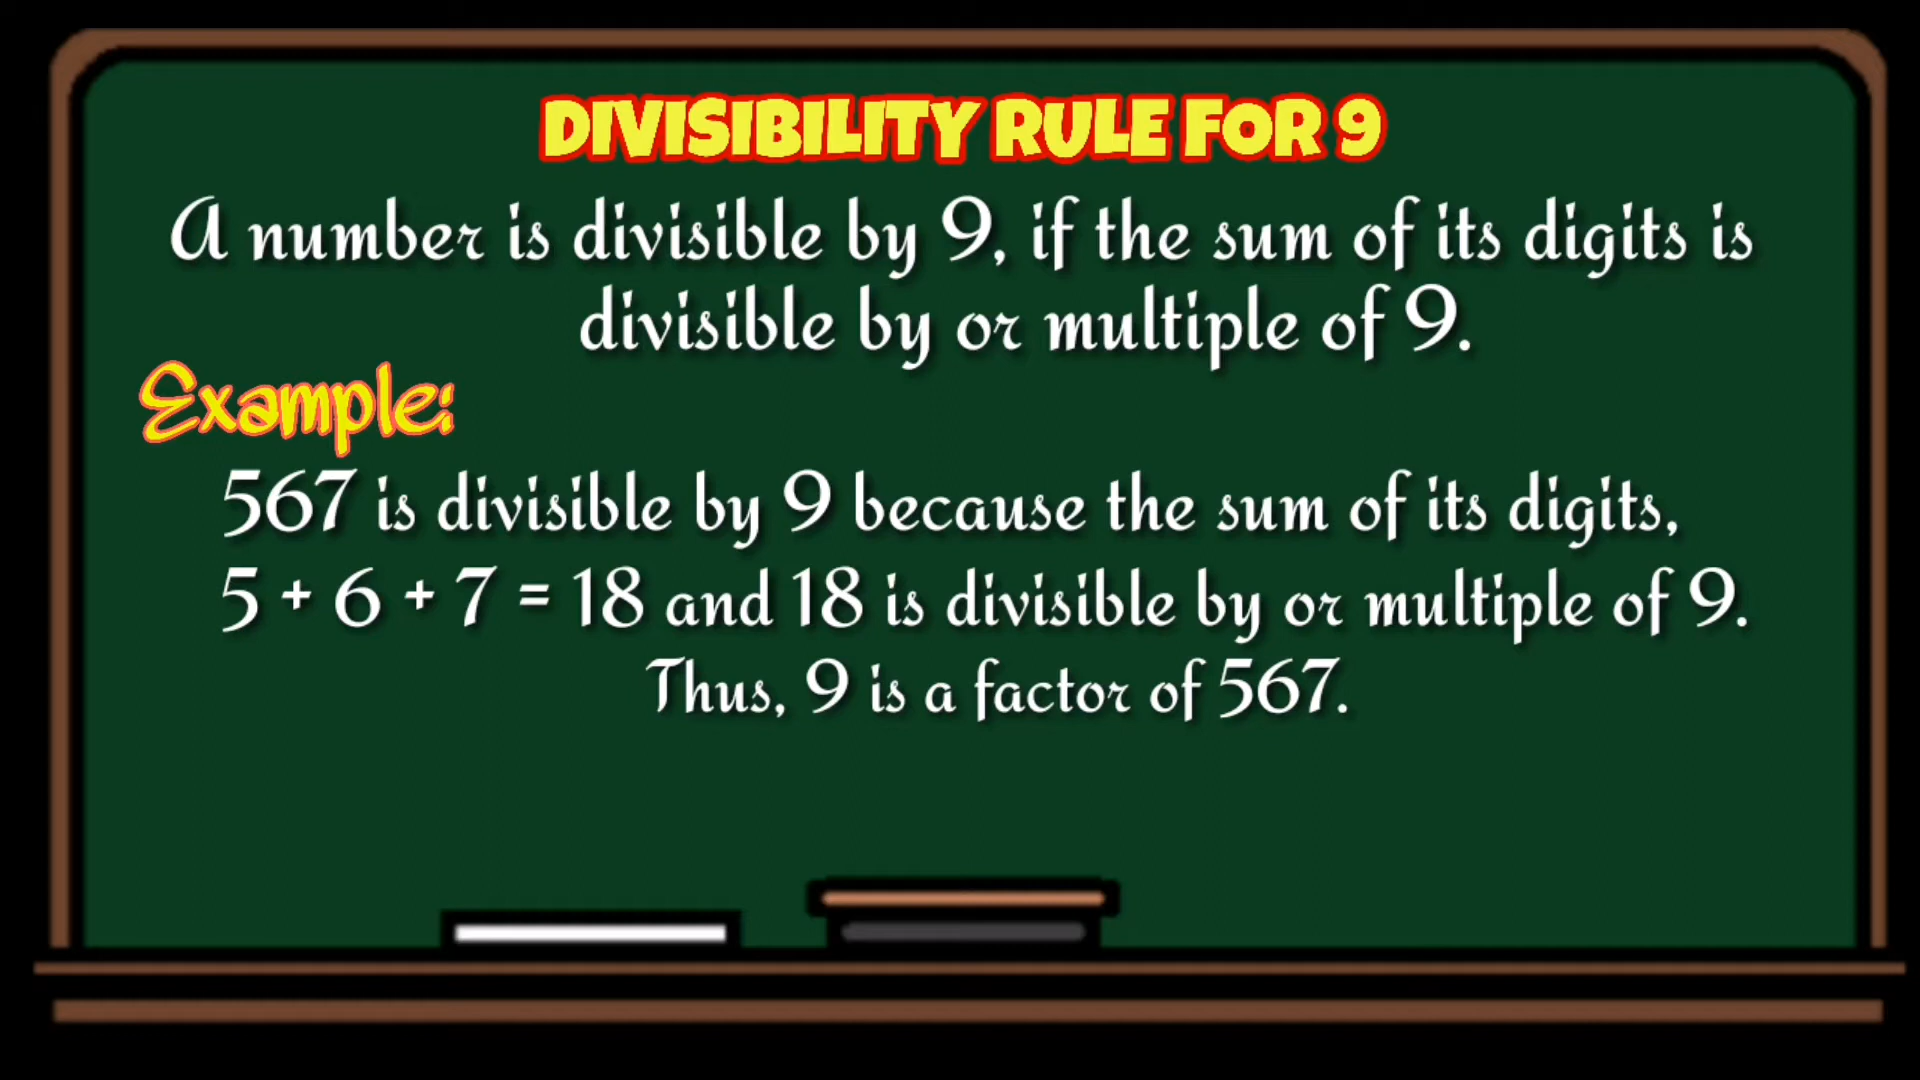 DIVISIBILITY RULE FOR 9
A number is divisible by 9, if the sum of its digits is
divisible by or multiple of 9.
Example:
567 is divisible by 9 because the sum of its digits,
5 + 6 + 7 = 18 and 18 is divisible by or multiple of 9.
Thus, 9 is a factor of 567.